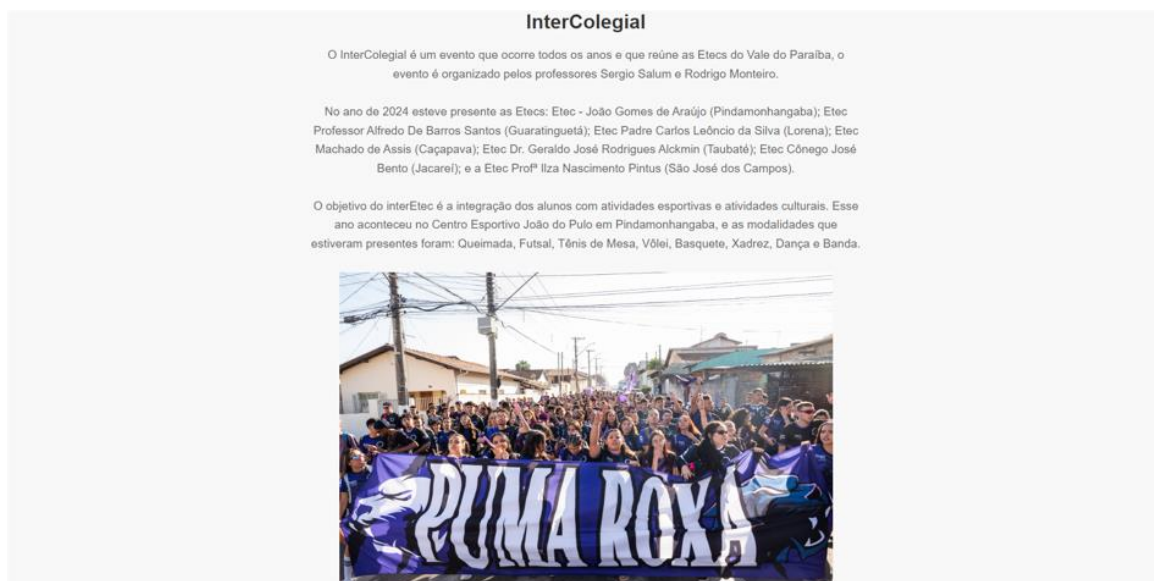 InterColegial
O InterColegial é um evento que ocorre todos os anos e que reúne as Etecs do Vale do Paraíba, o
evento é organizado pelos professores Sergio Salum e Rodrigo Monteiro.
No ano de 2024 esteve presente as Etecs: Etec - João Gomes de Araújo (Pindamonhangaba); Etec
Professor Alfredo De Barros Santos (Guaratinguetá); Etec Padre Carlos Leôncio da Silva (Lorena); Etec
Machado de Assis (Caçapava); Etec Dr. Geraldo José Rodrigues Alckmin (Taubaté); Etec Cônego José
Bento (Jacareí); e a Etec Profª Ilza Nascimento Pintus (São José dos Campos).
O objetivo do interEtec é a integração dos alunos com atividades esportivas e atividades culturais. Esse
ano aconteceu no Centro Esportivo João do Pulo em Pindamonhangaba, e as modalidades que
estiveram presentes foram: Queimada, Futsal, Tênis de Mesa, Vôlei, Basquete, Xadrez, Dança e Banda.
PUMA ROXA